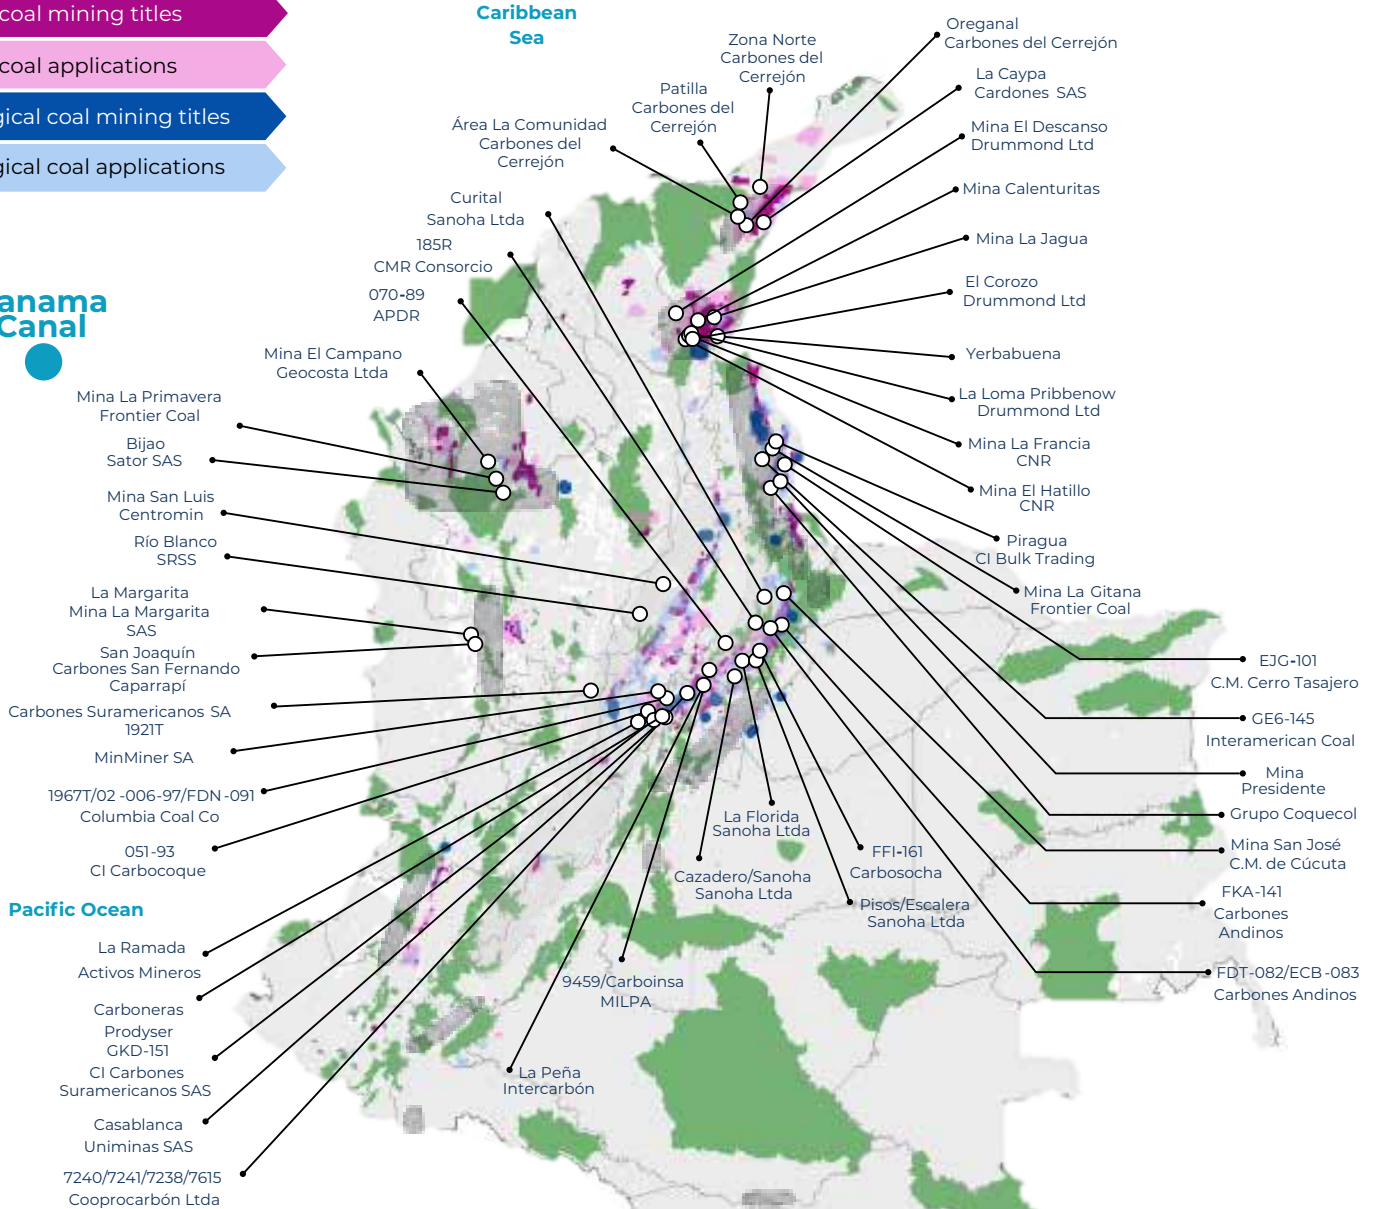 coal mining titles
coal applications
gical coal mining titles
gical coal applications
Caribbean
Sea
anama
Canal
Pacific Ocean
Oreganal
Carbones del Cerrejón
Zona Norte
Carbones del
Cerrejón
La Caypa
Cardones SAS
Patilla
Carbones del
Cerrejón
Área La Comunidad
Carbones del
Cerrejón
Mina El Descanso
Drummond Ltd
Mina Calenturitas
Curital
Sanoha Ltda
Mina La Jagua
185R
CMR Consorcio
El Corozo
Drummond Ltd
070-89
APDR
Yerbabuena
Mina El Campano
Geocosta Ltda
La Loma Pribbenow
Drummond Ltd
Mina La Primavera
Frontier Coal
Mina La Francia
CNR
Bijao
Sator SAS
Mina El Hatillo
CNR
Mina San Luis
Centromin
Piragua
CI Bulk Trading
Río Blanco
SRSS
Mina La Gitana
Frontier Coal
La Margarita
Mina La Margarita
SAS
San Joaquín
Carbones San Fernando
Caparrapí
EJG-101
C.M. Cerro Tasajero
Carbones Suramericanos SA
1921T
GE6-145
Interamerican Coal
MinMiner SA
Mina
Presidente
1967T/02-006-97/FDN-091
Columbia Coal Co
Grupo Coquecol
051-93
CI Carbocoque
Mina San José
C.M. de Cúcuta
La Florida
Sanoha Ltda
FFI-161
Carbosocha
Cazadero/Sanoha
Sanoha Ltda
Pisos/Escalera
Sanoha Ltda
FKA-141
Carbones
Andinos
La Ramada
Activos Mineros
9459/Carboinsa
MILPA
FDT-082/ECB-083
Carbones Andinos
Carboneras
Prodyser
GKD-151
CI Carbones
Suramericanos SAS
La Peña
Intercarbón
Casablanca
Uniminas SAS
7240/7241/7238/7615
Cooprocarbón Ltda